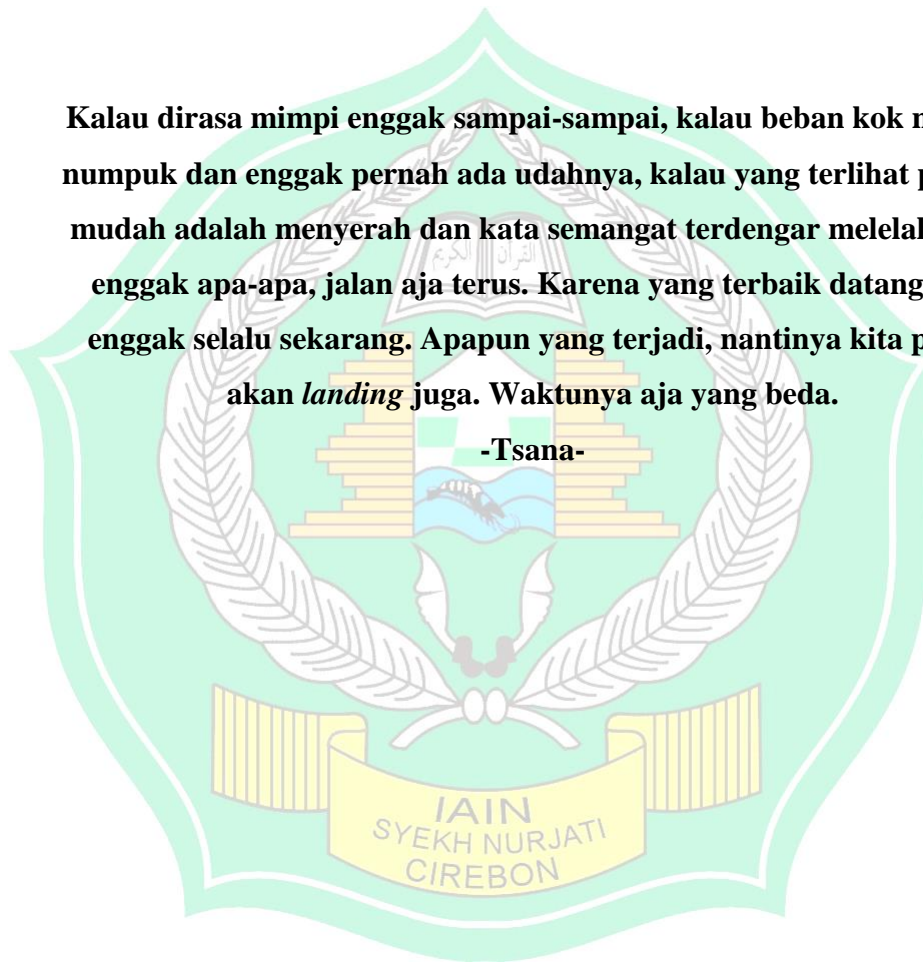 Kalau dirasa mimpi enggak sampai-sampai, kalau beban kok
numpuk dan enggak pernah ada udahnya, kalau yang terlihat
mudah adalah menyerah dan kata semangat terdengar
enggak apa-apa, jalan aja terus. Karena yang terbaik datang
enggak selalu sekarang. Apapun yang terjadi, nantinya kita
akan landing juga. Waktunya aja yang beda.
-Tsana-
القرآن الكريم
IAIN
SYEKH NURJATI
CIREBON